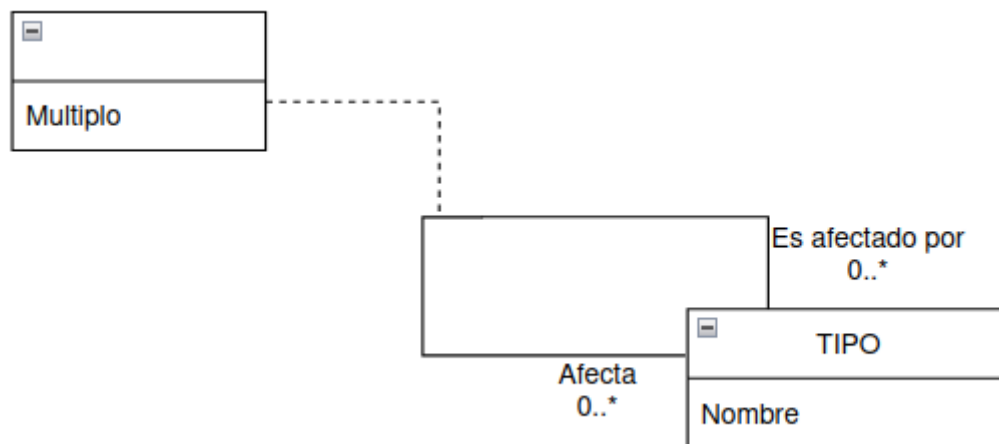 Multiplo
Es afectado por
0..*
TIPO
Afecta
0..*
Nombre